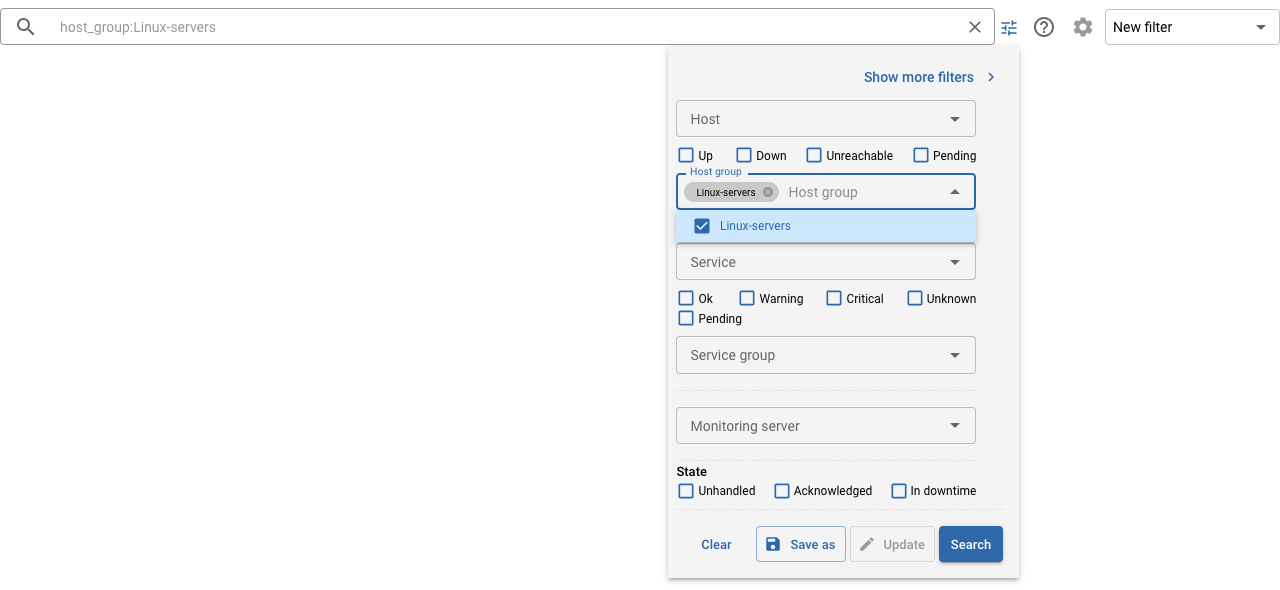 host_group:Linux-servers
New filter
Show more filters
Host
Up Down Unreachable Pending
Host group
Linux-servers Host group
Linux-servers
Service
Ok Warning Critical Unknown
Pending
Service group
Monitoring server
State
Unhandled Acknowledged In downtime
Clear Save as Update Search